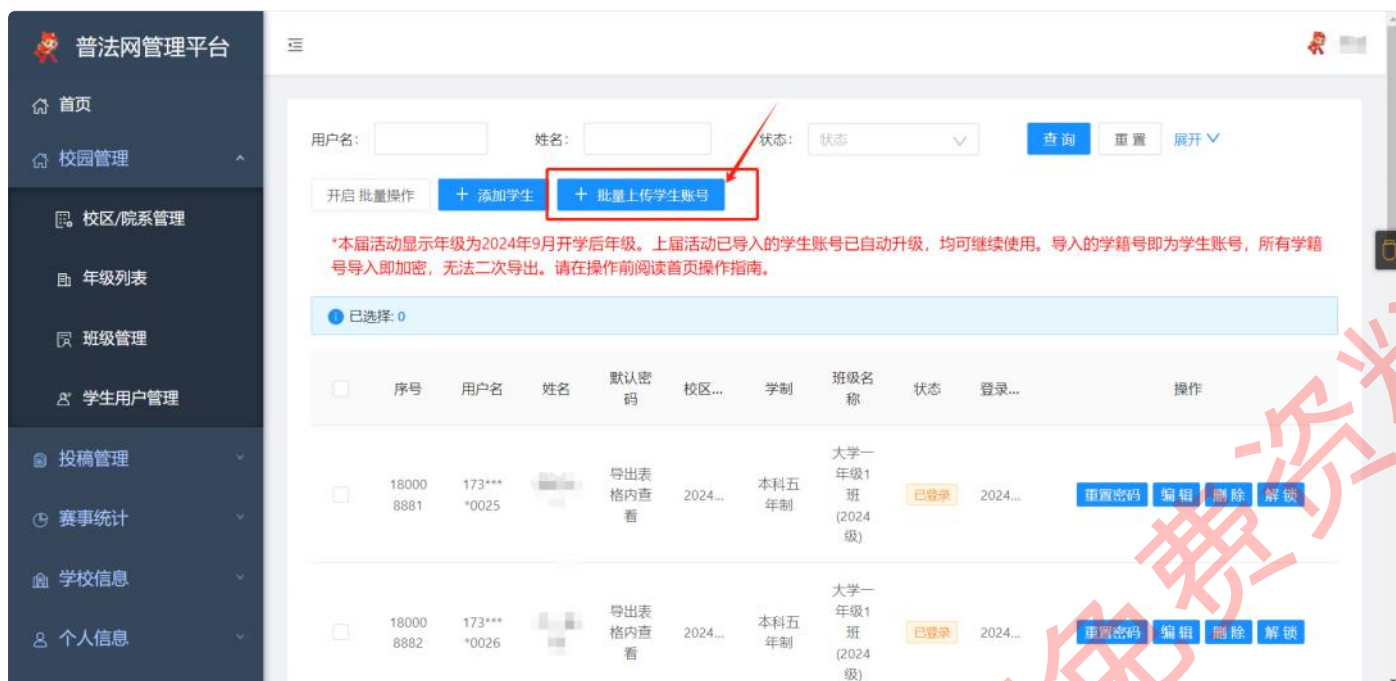 普法网管理平台
首页
校园管理
校区/院系管理
年级列表
班级管理
学生用户管理
投稿管理
赛事统计
学校信息
个人信息
用户名: 姓名: 状态: 状态 查询 重置 展开
开启 批量操作 + 添加学生 + 批量上传学生账号
*本届活动显示年级为2024年9月开学后年级。上届活动已导入的学生账号已自动升级，均可继续使用。导入的学籍号即为学生账号，所有学籍
号导入即加密，无法二次导出。请在操作前阅读首页操作指南。
已选择: 0
序号 用户名 姓名 默认密码 校区... 学制 班级名称 状态 登录... 操作
18000
8881
173***
*0025
导出表
格内查
看
2024...
本科五
年制
大学一
年级1
班
(2024
级)
已登录
2024...
重置密码 编辑 删除 解锁
18000
8882
173***
*0026
导出表
格内查
看
2024...
本科五
年制
大学一
年级1
班
(2024
级)
已登录
2024...
重置密码 编辑 删除 解锁
免费资料